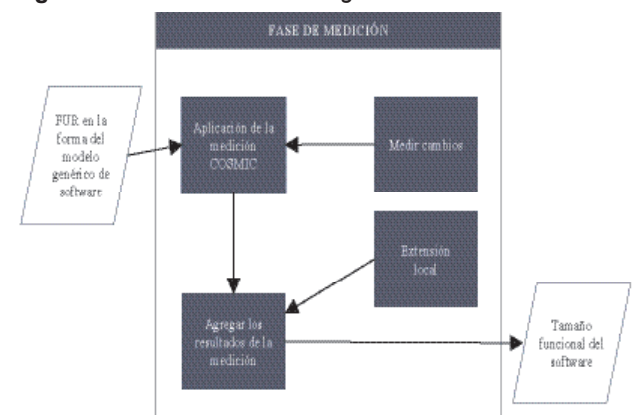 FASE DE MEDICIÓN
FUR en la
forma del
modelo
genérico de
software
Aplicación de la
medición
COSMIC
Medir cambios
Extensión
local
Agregar los
resultados de la
medición
Tamaño
funcional del
software